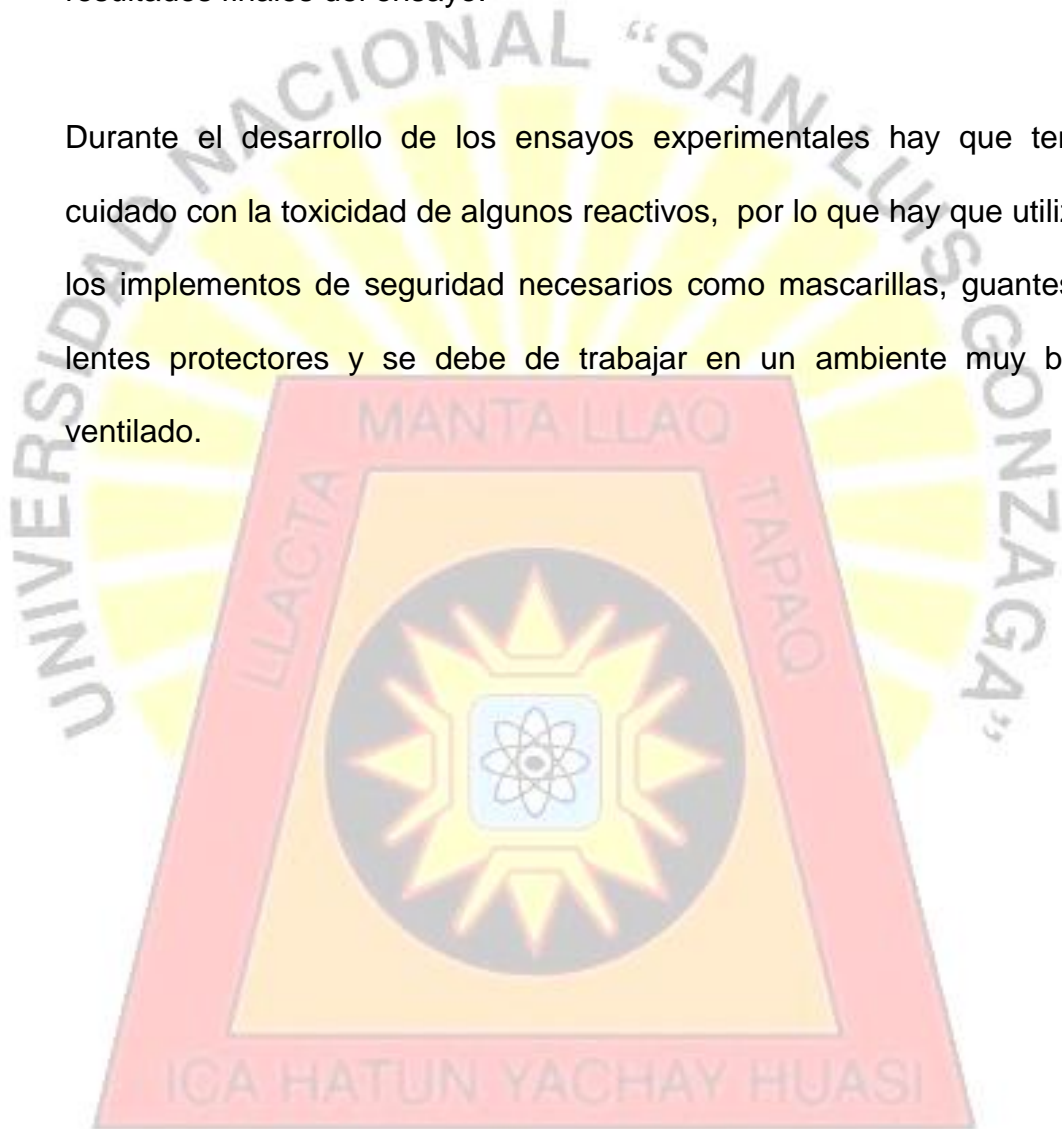 resultados finales del ensayo.
Durante el desarrollo de los ensayos experimentales hay que ten
cuidado con la toxicidad de algunos reactivos, por lo que hay que utiliz
los implementos de seguridad necesarios como mascarillas, guantes
lentes protectores y se debe de trabajar en un ambiente muy b
ventilado.
UNIVERSIDAD NACIONAL “SAN LUIS GONZAGA”
MANTA LLAQ
LLACTA
TAPAQ
ICA HATUN YACHAY HUASI